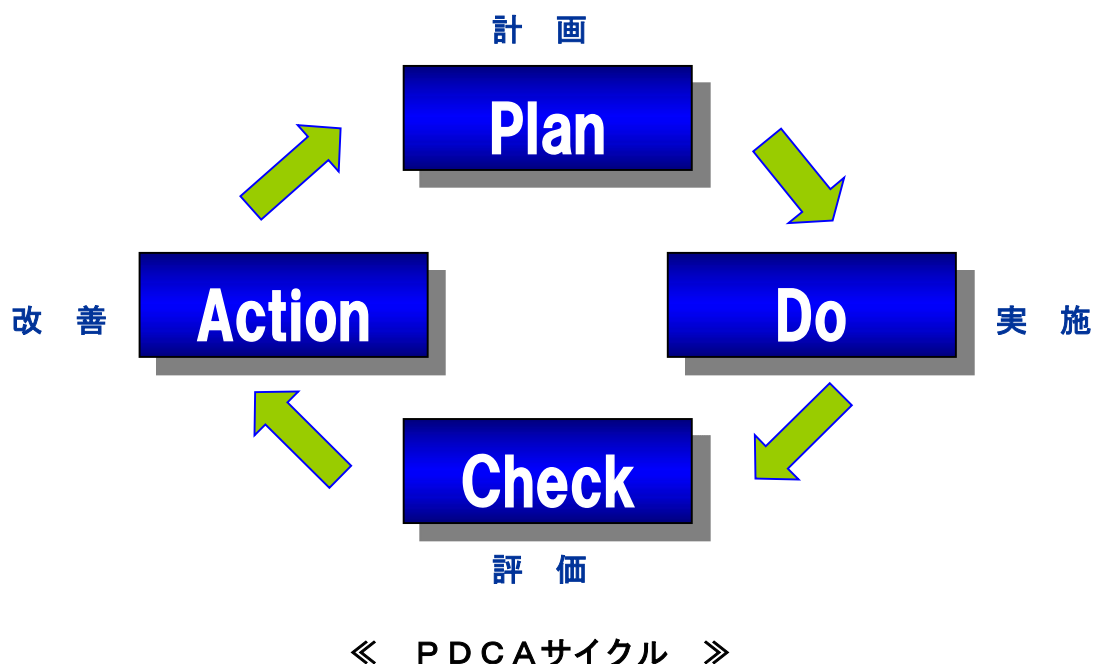 計　画
Plan
Action
Do
改　善
実　施
Check
評　価
≪　ＰＤＣＡサイクル　≫